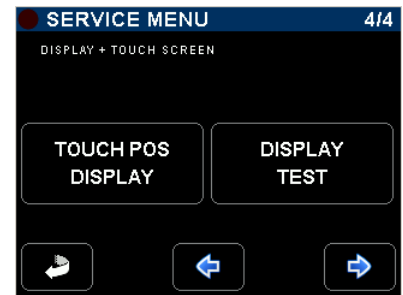 SERVICE MENU 4/4
DISPLAY + TOUCH SCREEN
TOUCH POS
DISPLAY
DISPLAY
TEST